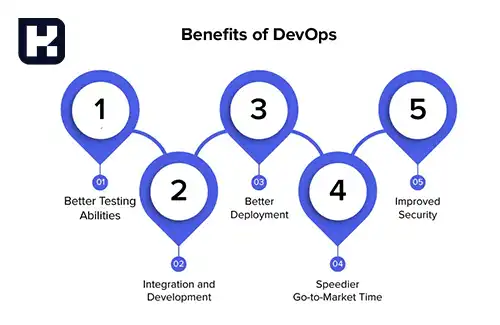 Benefits of DevOps
1
01
Better Testing
Abilities
2
02
Integration and
Development
3
03
Better
Deployment
4
04
Speedier
Go-to-Market Time
5
05
Improved
Security